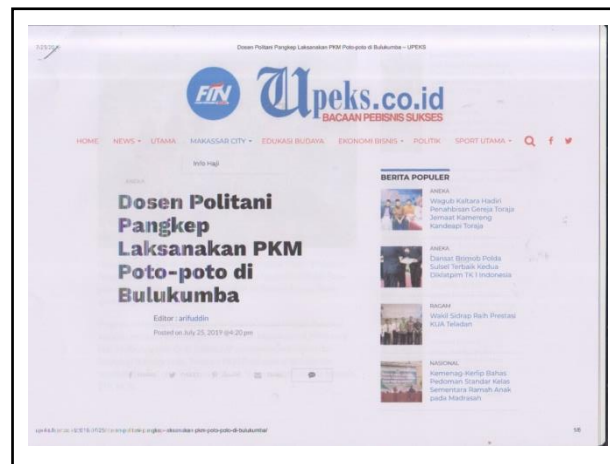 Dosen Politani Pangkep Laksanakan PKM Poto-poto di Bulukumba – UPEKS
FIN
Upeks.co.id
BACAAN PEBISNIS SUKSES
HOME NEWS UTAMA MAKASSAR CITY EDUKASI BUDAYA EKONOMI BISNIS POLITIK SPORT UTAMA
Info Haji
ANEKA
Dosen Politani
Pangkep
Laksanakan PKM
Poto-poto di
Bulukumba
Editor : arifuddin
Posted on July 25, 2019 @4:20 pm
BERITA POPULER
ANEKA
Wagub Kaltara Hadiri
Penahbisan Gereja Toraja
Jemaat Kamereng
Kandeapi Toraja
ANEKA
Dansat Brimob Polda
Sulsel Terbaik Kedua
Diklatpim TK 1 Indonesia
RAGAM
Wakil Sidrap Raih Prestasi
KUA Teladan
NASIONAL
Kemenag-Kerlip Bahas
Pedoman Standar Kelas
Sementara Ramah Anak
pada Madrasah